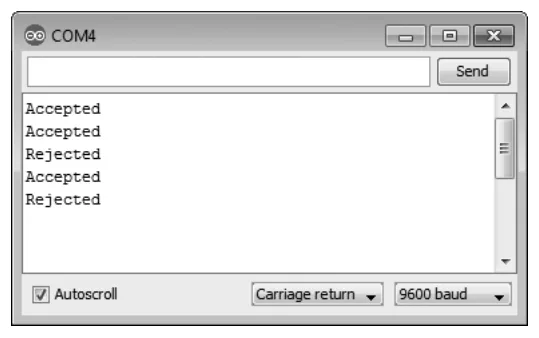 COM4
Send
Accepted
Accepted
Rejected
Accepted
Rejected
Autoscroll
Carriage return
9600 baud